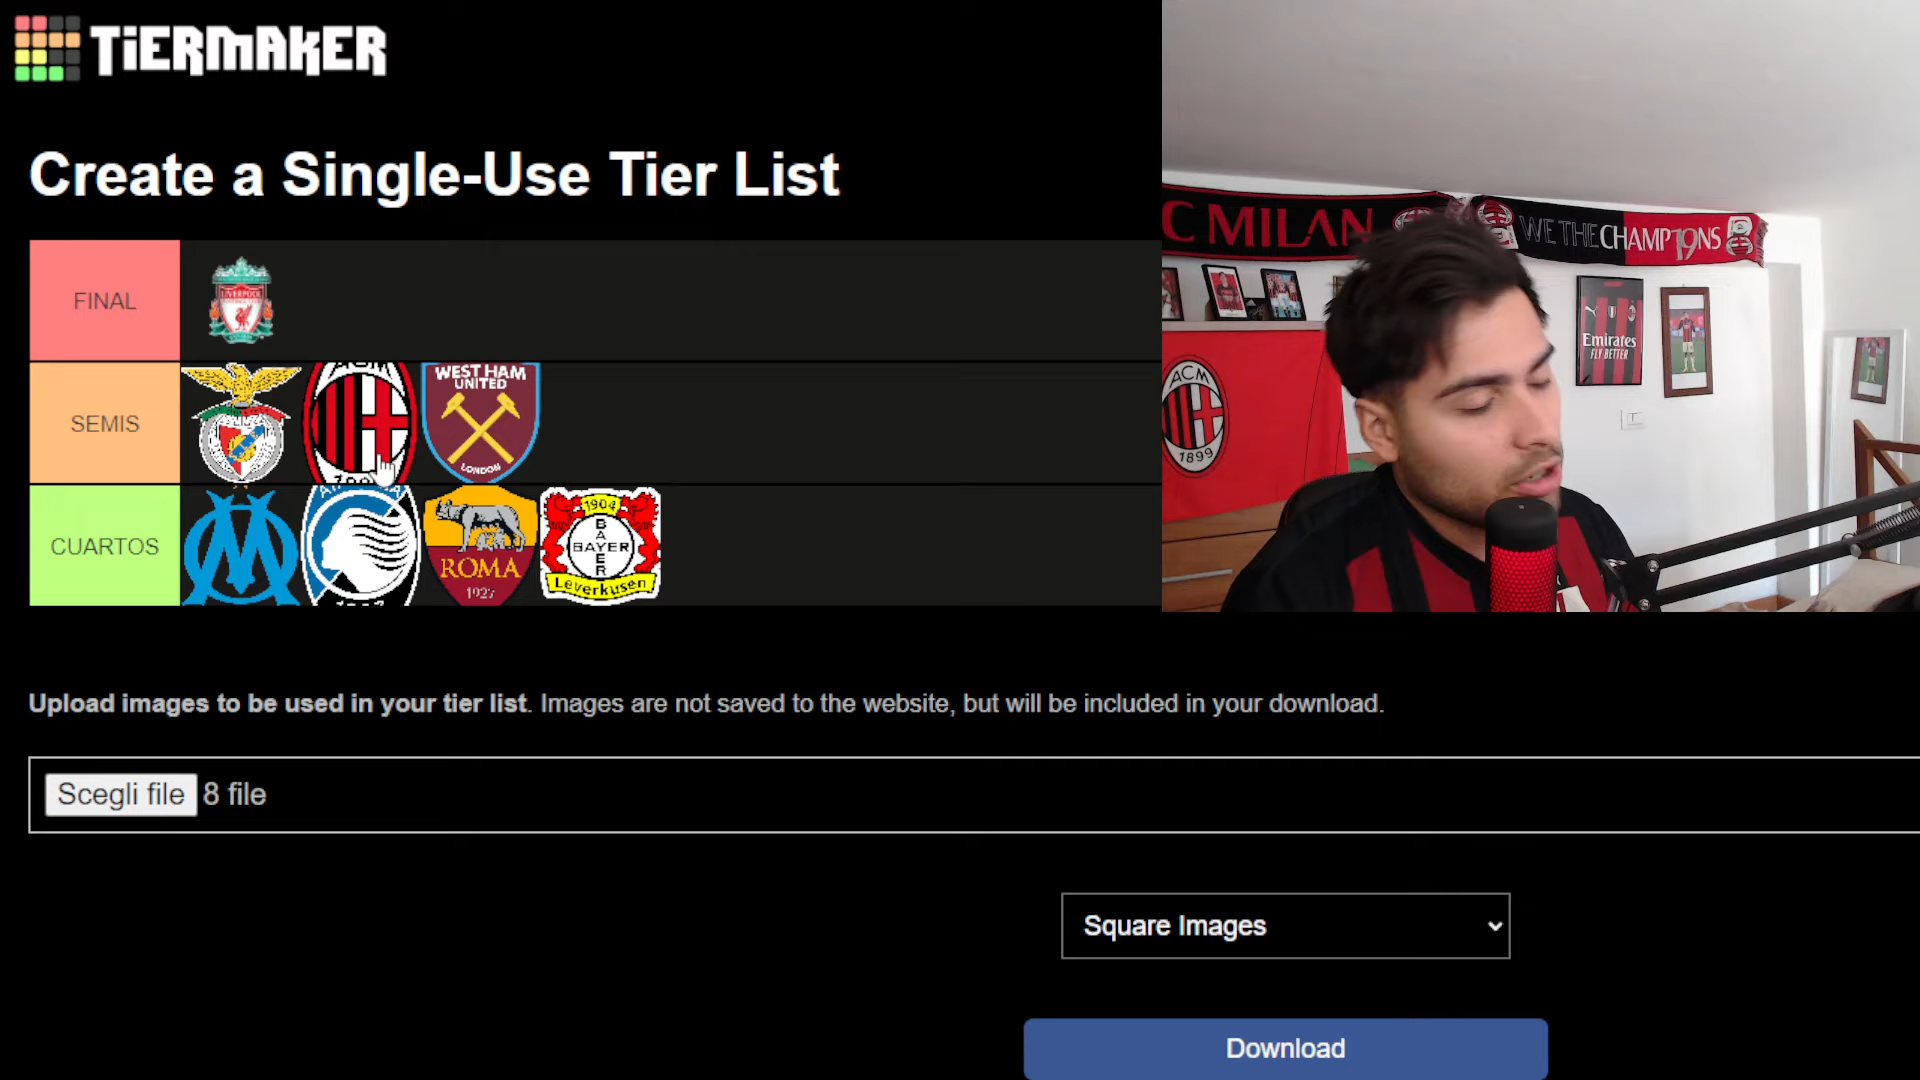 TiERMAKER
Create a Single-Use Tier List
FINAL
LIVERPOOL
SEMIS
WEST HAM
UNITED
LONDON
CUARTOS
ROMA
1927
1904
BAYER
BAYER
Leverkusen
C MILAN
WE THE CHAMP19NS
Emirates
FLY BETTER
ACM
1899
Upload images to be used in your tier list. Images are not saved to the website, but will be included in your download.
Scegli file 8 file
Square Images
Download